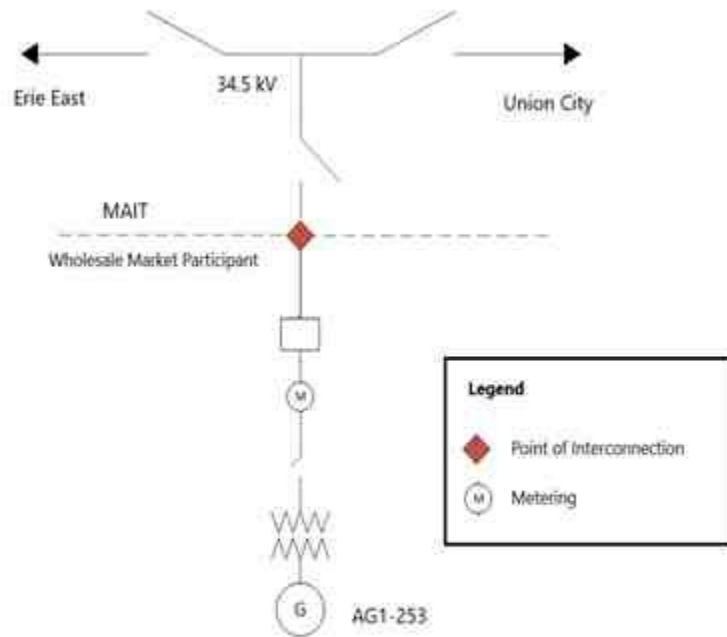 34.5 kV
Erie East
Union City
MAIT
Wholesale Market Participant
Legend
Point of Interconnection
M
M
Metering
G
AG1-253